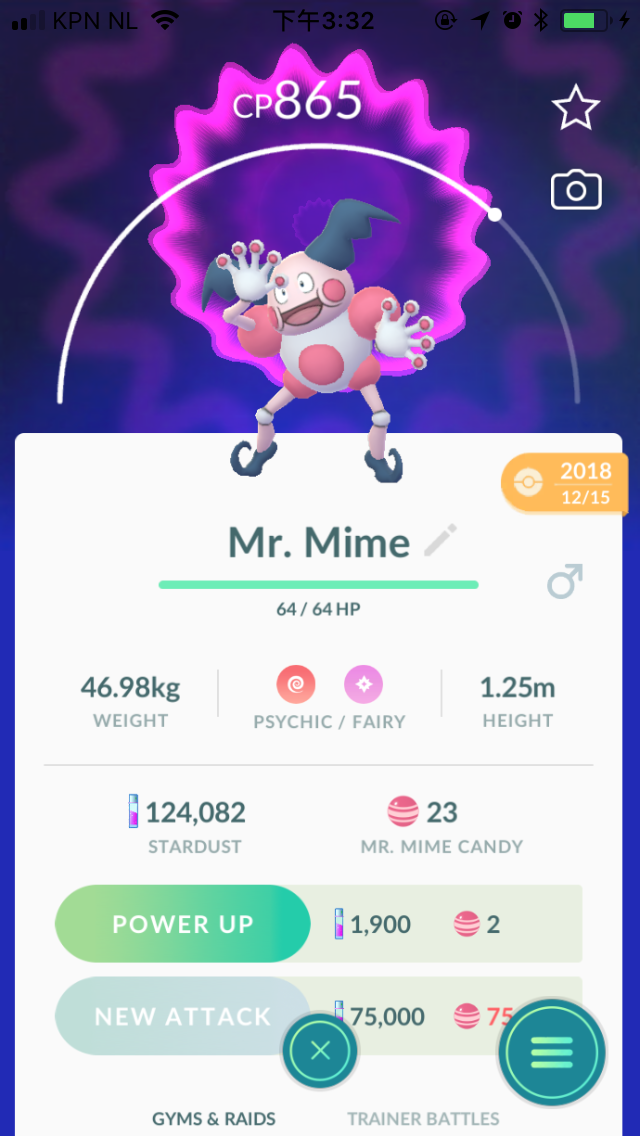 KPN NL 下午3:32
CP865
2018
12/15
Mr. Mime
64 / 64 HP
46.98kg
WEIGHT
PSYCHIC / FAIRY
1.25m
HEIGHT
124,082
STARDUST
23
MR. MIME CANDY
POWER UP 1,900 2
NEW ATTACK 75,000 75
GYMS & RAIDS TRAINER BATTLES